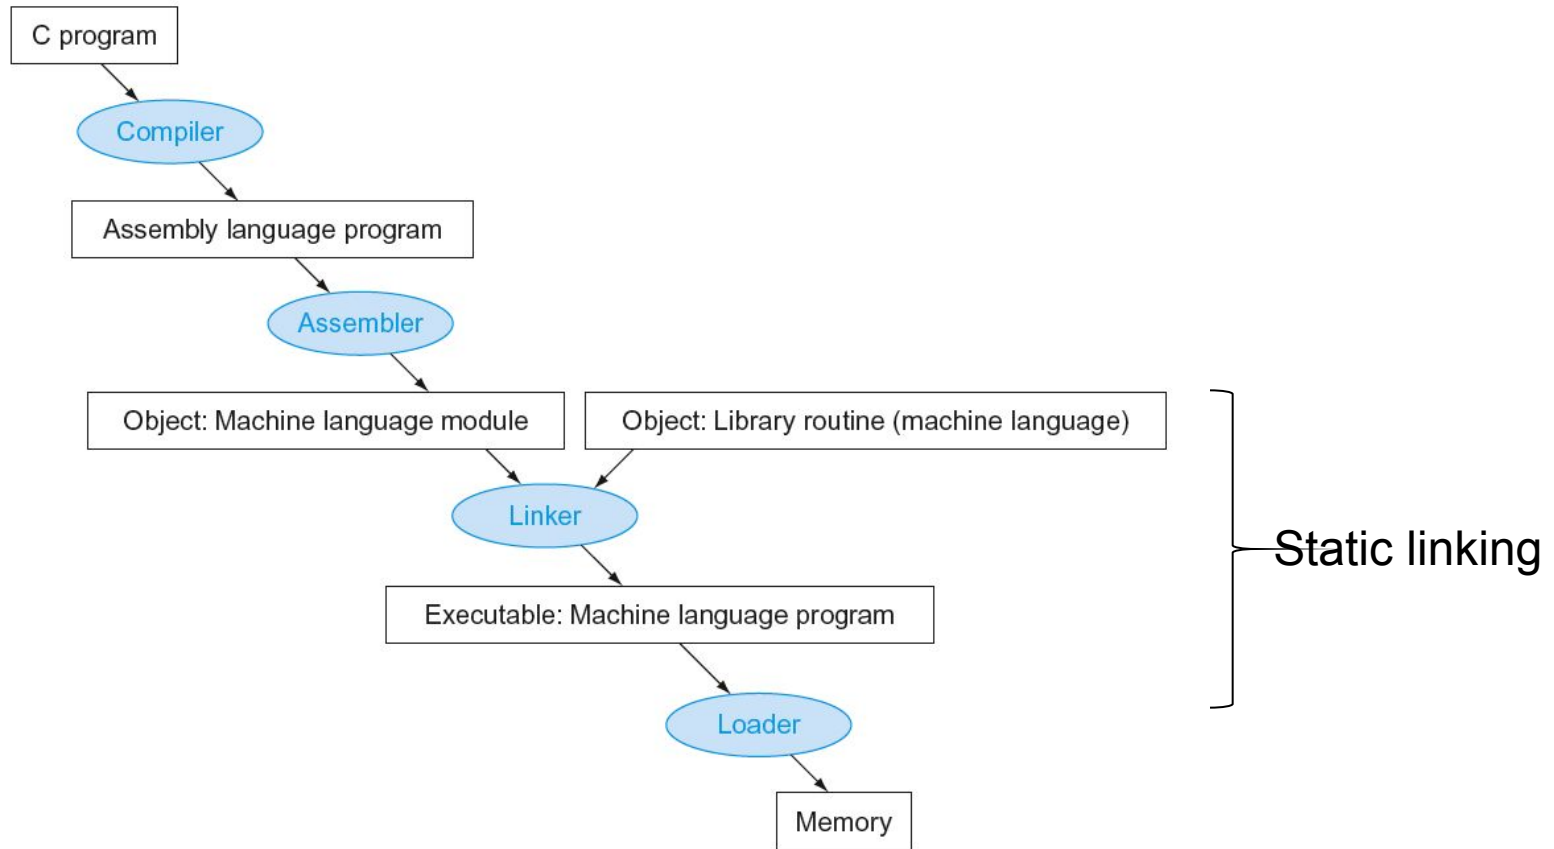 C program
Compiler
Assembly language program
Assembler
Object: Machine language module
Object: Library routine (machine language)
Linker
Static linking
Executable: Machine language program
Loader
Memory